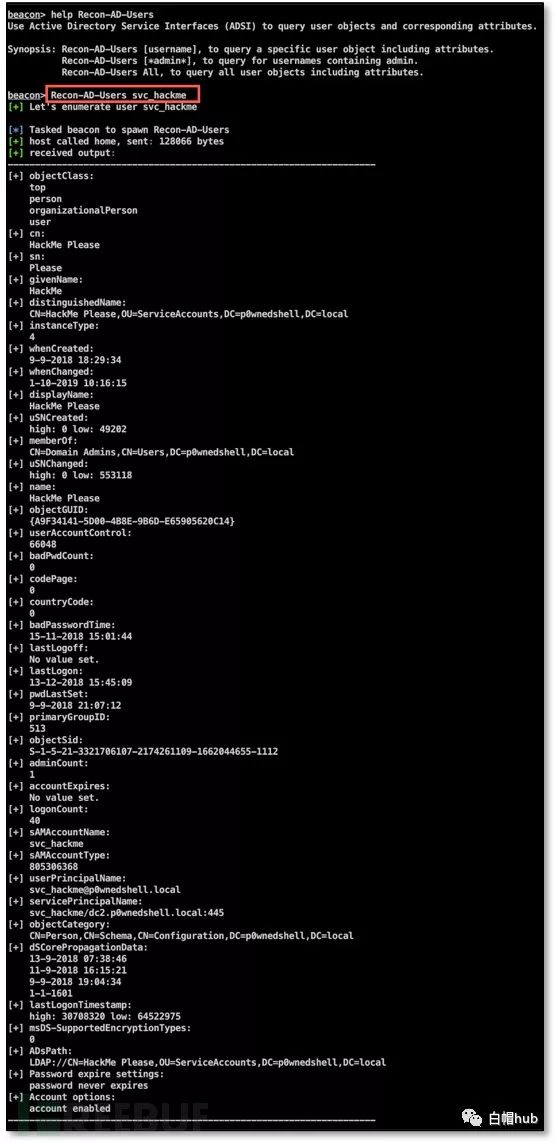 beacon> help Recon-AD-Users
Use Active Directory Service Interfaces (ADSI) to query user objects and corresponding attributes.
Synopsis: Recon-AD-Users [username], to query a specific user object including attributes.
Recon-AD-Users [*admin*], to query for usernames containing admin.
Recon-AD-Users All, to query all user objects including attributes.
beacon> Recon-AD-Users svc_hackme
[+] Let's enumerate user svc_hackme
[*] Tasked beacon to spawn Recon-AD-Users
[+] host called home, sent: 128066 bytes
[+] received output:
--------------------------------------------------------------------
[+] objectClass:
top
person
organizationalPerson
user
[+] cn:
HackMe Please
[+] sn:
Please
[+] givenName:
HackMe
[+] distinguishedName:
CN=HackMe Please,OU=ServiceAccounts,DC=p0wnedshell,DC=local
[+] instanceType:
4
[+] whenCreated:
9-9-2018 18:29:34
[+] whenChanged:
1-10-2019 10:16:15
[+] displayName:
HackMe Please
[+] uSNCreated:
high: 0 low: 49202
[+] memberOf:
CN=Domain Admins,CN=Users,DC=p0wnedshell,DC=local
[+] uSNChanged:
high: 0 low: 553118
[+] name:
HackMe Please
[+] objectGUID:
{A9F34141-5D00-4B8E-9B6D-E65905620C14}
[+] userAccountControl:
66048
[+] badPwdCount:
0
[+] codePage:
0
[+] countryCode:
0
[+] badPasswordTime:
15-11-2018 15:01:44
[+] lastLogoff:
No value set.
[+] lastLogon:
13-12-2018 15:45:09
[+] pwdLastSet:
9-9-2018 21:07:12
[+] primaryGroupID:
513
[+] objectSid:
S-1-5-21-3321706107-2174261109-1662044655-1112
[+] adminCount:
1
[+] accountExpires:
No value set.
[+] logonCount:
40
[+] sAMAccountName:
svc_hackme
[+] sAMAccountType:
805306368
[+] userPrincipalName:
svc_hackme@p0wnedshell.local
[+] servicePrincipalName:
svc_hackme/dc2.p0wnedshell.local:445
[+] objectCategory:
CN=Person,CN=Schema,CN=Configuration,DC=p0wnedshell,DC=local
[+] dSCorePropagationData:
13-9-2018 07:38:46
11-9-2018 16:15:21
9-9-2018 19:04:34
1-1-1601
[+] lastLogonTimestamp:
high: 30708320 low: 64522975
[+] msDS-SupportedEncryptionTypes:
0
[+] ADsPath:
LDAP://CN=HackMe Please,OU=ServiceAccounts,DC=p0wnedshell,DC=local
[+] Password expire settings:
password never expires
[+] Account options:
account enabled
--------------------------------------------------------------------
白帽hub